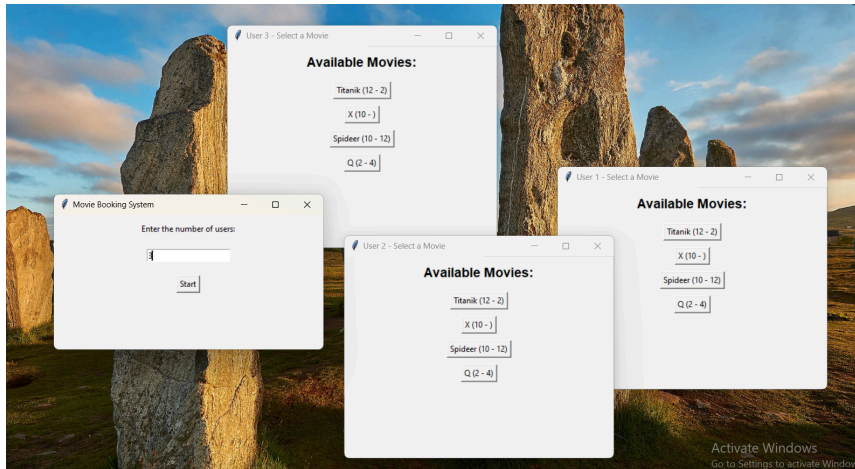 User 3 - Select a Movie
Available Movies:
Titanik (12 - 2)
X (10 - )
Spideer (10 - 12)
Q (2 - 4)
Movie Booking System
Enter the number of users:
3
Start
User 2 - Select a Movie
Available Movies:
Titanik (12 - 2)
X (10 - )
Spideer (10 - 12)
Q (2 - 4)
User 1 - Select a Movie
Available Movies:
Titanik (12 - 2)
X (10 - )
Spideer (10 - 12)
Q (2 - 4)
Activate Windows
Go to Settings to activate Window